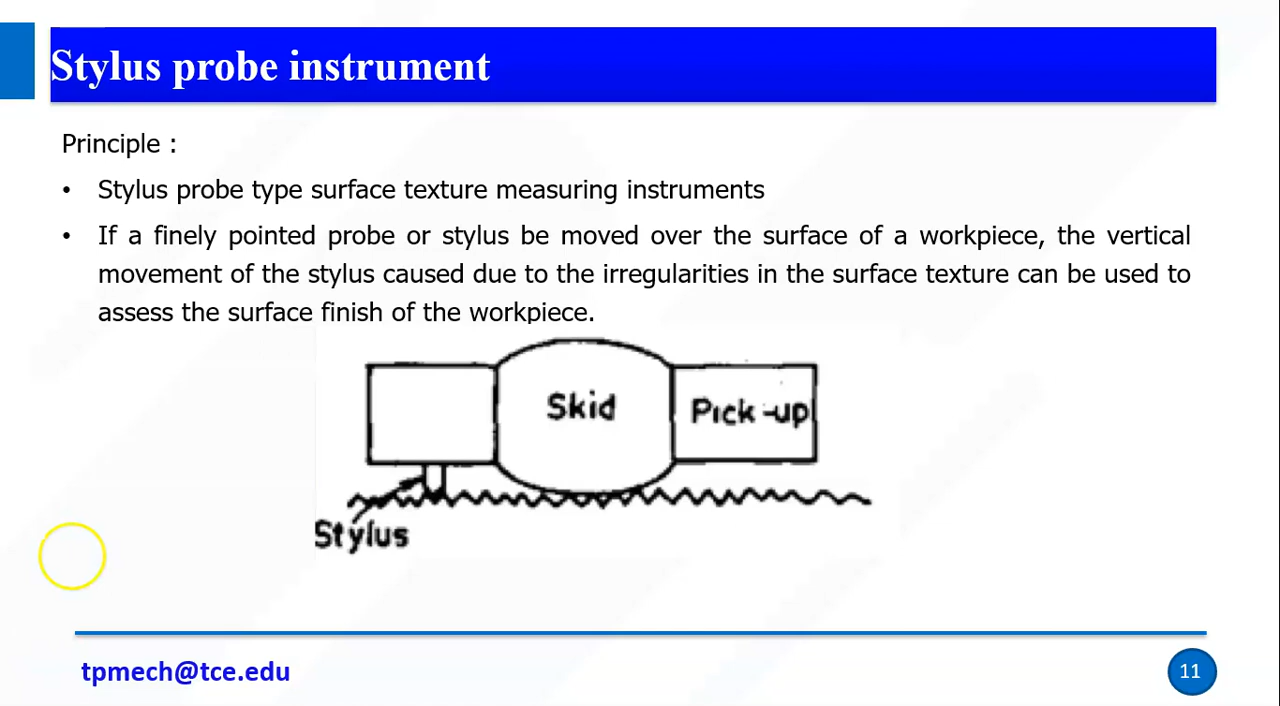 Stylus probe instrument
Principle :
• Stylus probe type surface texture measuring instruments
• If a finely pointed probe or stylus be moved over the surface of a workpiece, the vertical
movement of the stylus caused due to the irregularities in the surface texture can be used to
assess the surface finish of the workpiece.
Skid
Pick-up
Stylus
tpmech@tce.edu
11